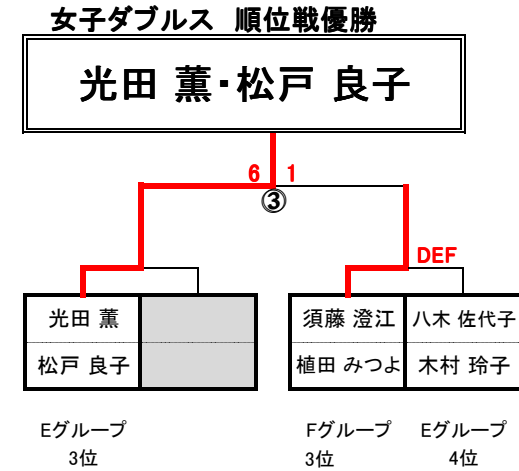 女子ダブルス 順位戦優勝
光田 薫・松戸 良子
6 1
③
DEF
光田 薫 須藤 澄江 八木 佐代子
松戸 良子 植田 みつよ 木村 玲子
Eグループ Fグループ Eグループ
3位 3位 4位